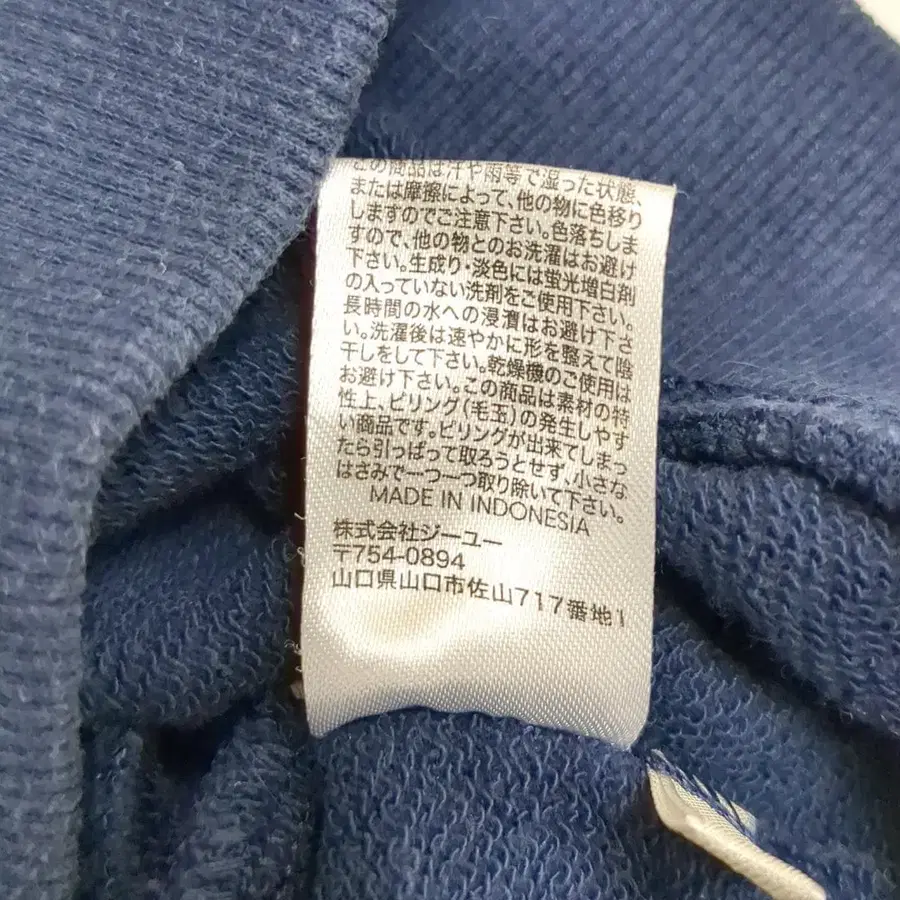 この商品は汗や雨等で湿った状態、
または摩擦によって、他の物に色移り
しますのでご注意下さい。色落ちしま
すので、他の物とのお洗濯はお避け
下さい。生成り・淡色には蛍光増白剤
の入っていない洗剤をご使用下さい。
長時間の水への浸漬はお避け下さ
い。洗濯後は速やかに形を整えて陰
干しをして下さい。乾燥機のご使用は
お避け下さい。この商品は素材の特
性上、ピリング(毛玉)の発生しやす
い商品です。ピリングが出来てしまっ
たら引っぱって取ろうとせず、小さな
はさみで一つ一つ取り除いて下さい。
MADE IN INDONESIA
株式会社ジーユー
〒754-0894
山口県山口市佐山717番地1